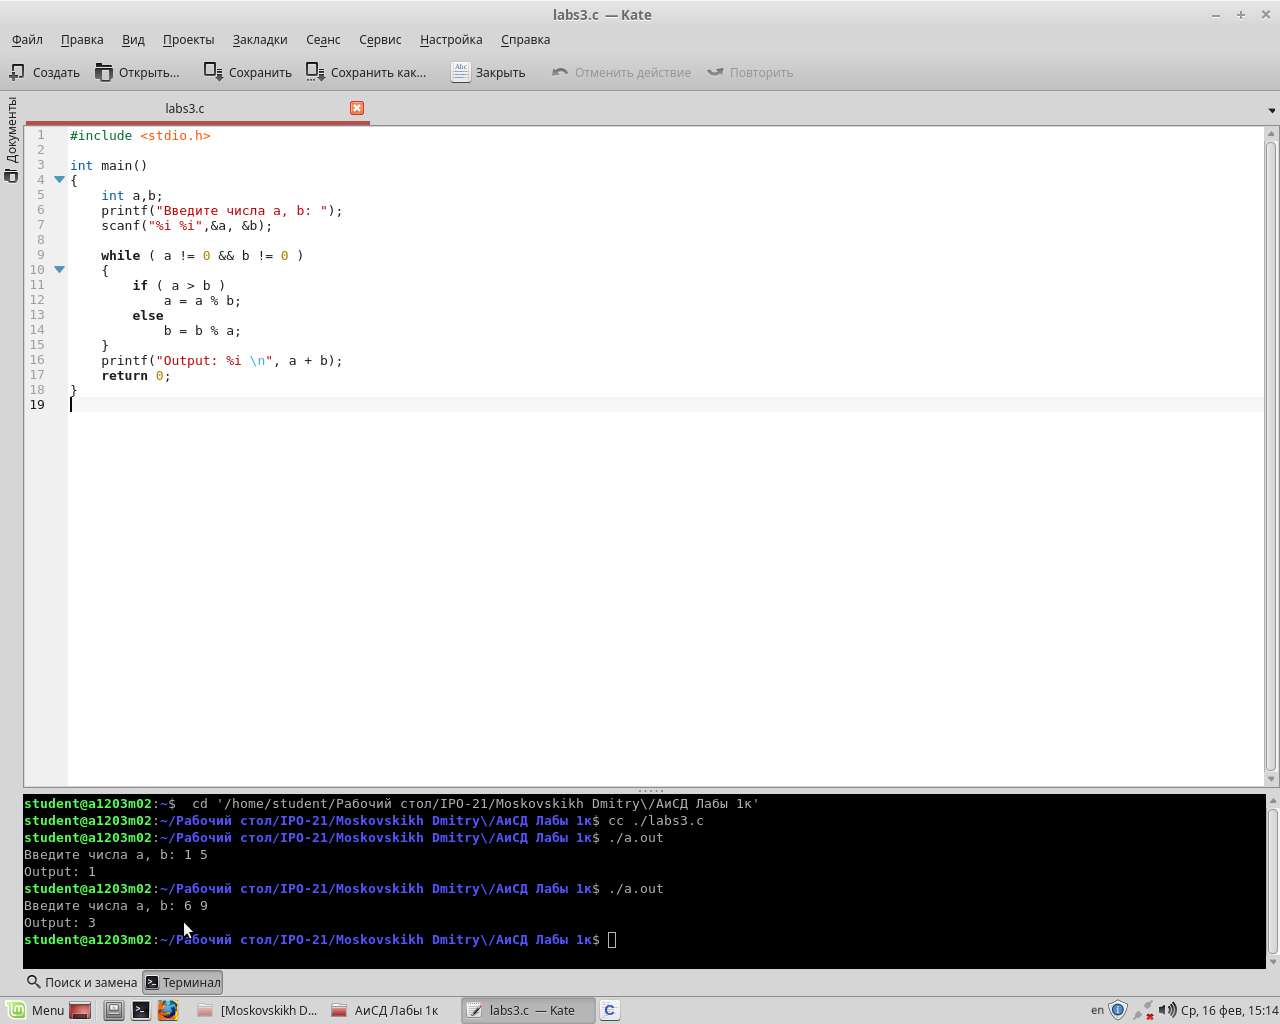 labs3.c — Kate
Файл Правка Вид Проекты Закладки Сеанс Сервис Настройка Справка
Создать Открыть... Сохранить Сохранить как... Закрыть Отменить действие Повторить
Документы
labs3.c
1 #include <stdio.h>
2
3 int main()
4 {
5     int a,b;
6     printf("Введите числа a, b: ");
7     scanf("%i %i",&a, &b);
8
9     while ( a != 0 && b != 0 )
10     {
11         if ( a > b )
12             a = a % b;
13         else
14             b = b % a;
15     }
16     printf("Output: %i \n", a + b);
17     return 0;
18 }
19
student@a1203m02:~$  cd '/home/student/Рабочий стол/IPO-21/Moskovskikh Dmitry\/АиСД Лабы 1к'
student@a1203m02:~/Рабочий стол/IPO-21/Moskovskikh Dmitry\/АиСД Лабы 1к$ cc ./labs3.c
student@a1203m02:~/Рабочий стол/IPO-21/Moskovskikh Dmitry\/АиСД Лабы 1к$ ./a.out
Введите числа a, b: 1 5
Output: 1
student@a1203m02:~/Рабочий стол/IPO-21/Moskovskikh Dmitry\/АиСД Лабы 1к$ ./a.out
Введите числа a, b: 6 9
Output: 3
student@a1203m02:~/Рабочий стол/IPO-21/Moskovskikh Dmitry\/АиСД Лабы 1к$
Поиск и замена Терминал
Menu [Moskovskikh D... АиСД Лабы 1к labs3.c — Kate C en Ср, 16 фев, 15:14